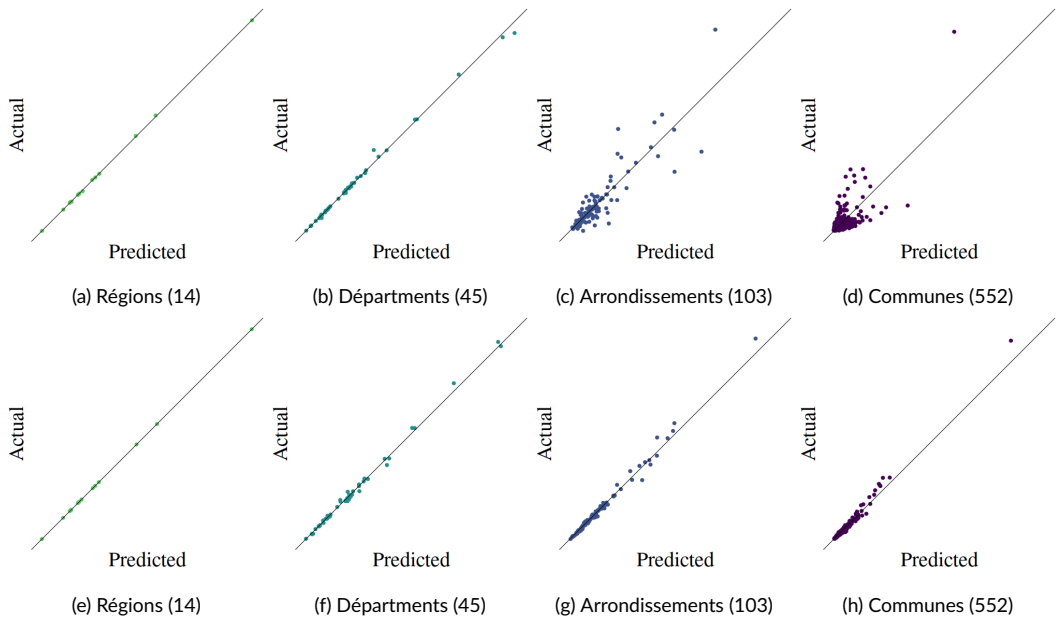 Actual
Actual
Actual
Actual
Predicted
Predicted
Predicted
Predicted
(a) Régions (14)
(b) Départments (45)
(c) Arrondissements (103)
(d) Communes (552)
Actual
Actual
Actual
Actual
Predicted
Predicted
Predicted
Predicted
(e) Régions (14)
(f) Départments (45)
(g) Arrondissements (103)
(h) Communes (552)